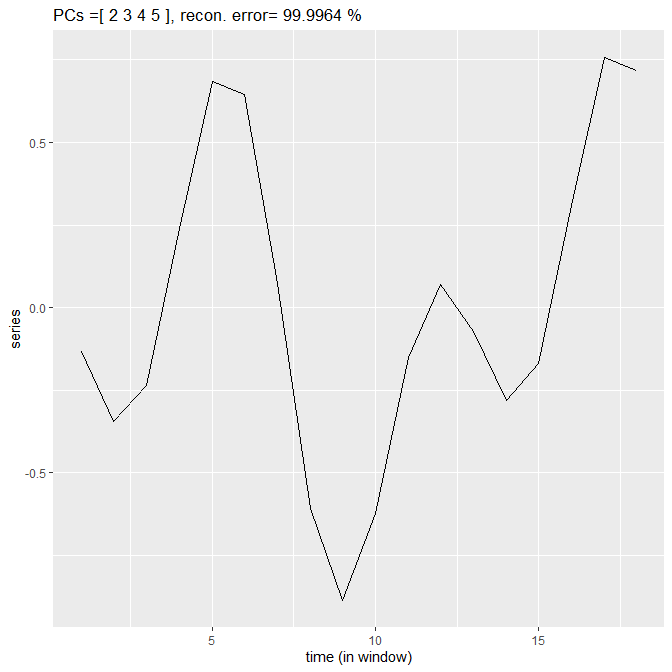 PCs =[ 2 3 4 5 ], recon. error= 99.9964 %
0.5
0.0
-0.5
series
5 10 15
time (in window)